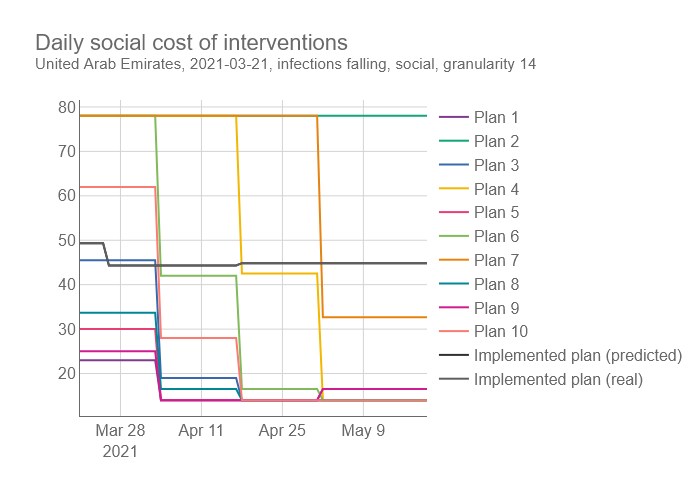 Daily social cost of interventions
United Arab Emirates, 2021-03-21, infections falling, social, granularity 14
80
70
60
50
40
30
20
Mar 28
2021
Apr 11
Apr 25
May 9
Plan 1
Plan 2
Plan 3
Plan 4
Plan 5
Plan 6
Plan 7
Plan 8
Plan 9
Plan 10
Implemented plan (predicted)
Implemented plan (real)